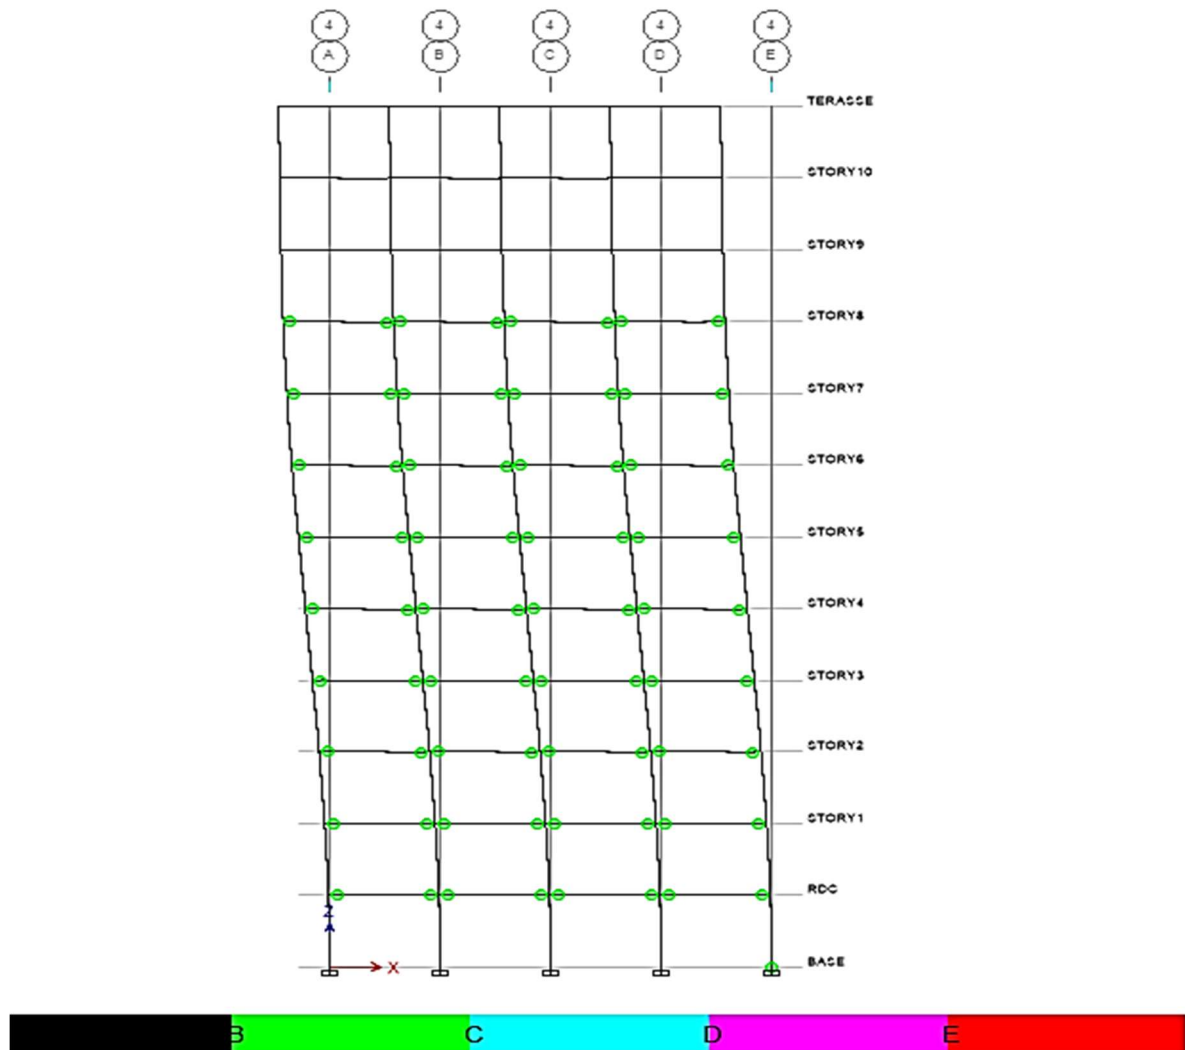 4 4 4 4 4
A B C D E
TERASSE
STORY10
STORY9
STORY8
STORY7
STORY6
STORY5
STORY4
STORY3
STORY2
STORY1
RDC
Z
X
BASE
B C D E